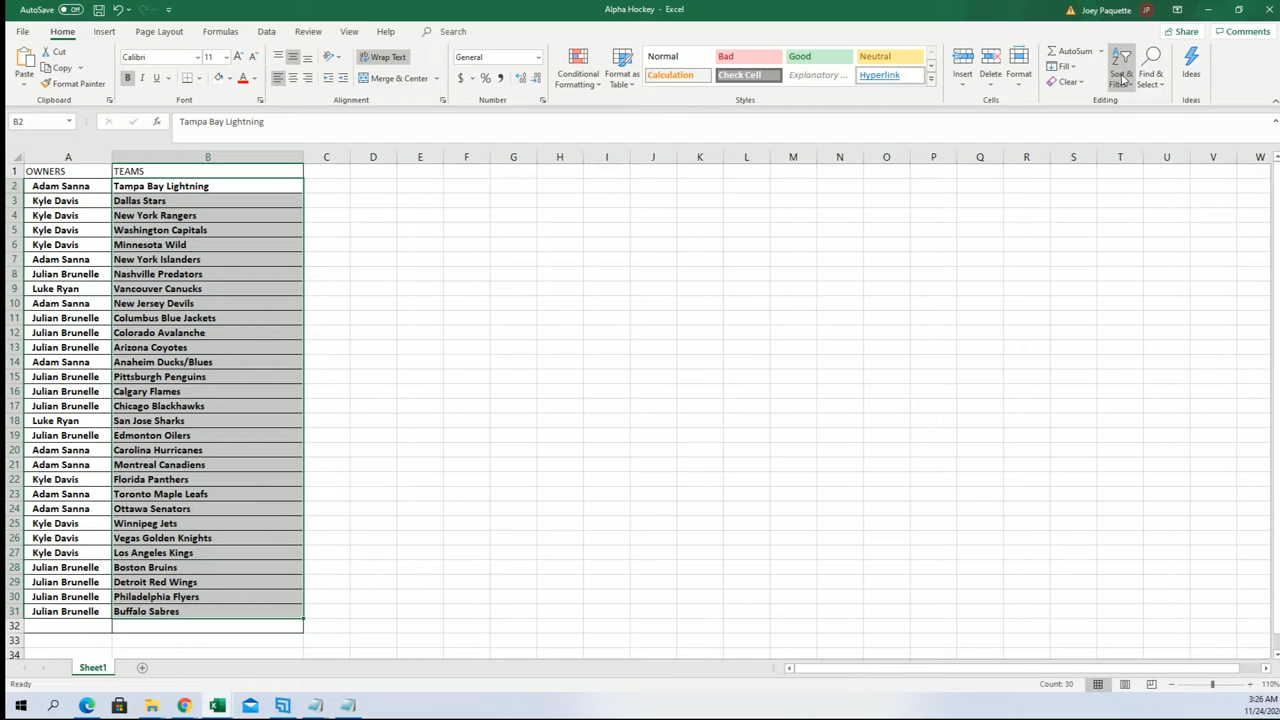 AutoSave Off
Alpha Hockey - Excel
Joey Paquette JP
File Home Insert Page Layout Formulas Data Review View Help Search Share Comments
Paste
Cut
Copy
Format Painter
Clipboard
Calibri 11
B I U
Font
Wrap Text
Merge & Center
Alignment
General
$ % 9
Number
Conditional Formatting
Format as Table
Normal Bad Good Neutral
Calculation Check Cell Explanatory ... Hyperlink
Styles
Insert Delete Format
Cells
AutoSum
Fill
Clear
Sort & Filter
Find & Select
Editing
Ideas
Ideas
B2 fx Tampa Bay Lightning
A B C D E F G H I J K L M N O P Q R S T U V W
1 OWNERS TEAMS
2 Adam Sanna Tampa Bay Lightning
3 Kyle Davis Dallas Stars
4 Kyle Davis New York Rangers
5 Kyle Davis Washington Capitals
6 Kyle Davis Minnesota Wild
7 Adam Sanna New York Islanders
8 Julian Brunelle Nashville Predators
9 Luke Ryan Vancouver Canucks
10 Adam Sanna New Jersey Devils
11 Julian Brunelle Columbus Blue Jackets
12 Julian Brunelle Colorado Avalanche
13 Julian Brunelle Arizona Coyotes
14 Adam Sanna Anaheim Ducks/Blues
15 Julian Brunelle Pittsburgh Penguins
16 Julian Brunelle Calgary Flames
17 Julian Brunelle Chicago Blackhawks
18 Luke Ryan San Jose Sharks
19 Julian Brunelle Edmonton Oilers
20 Adam Sanna Carolina Hurricanes
21 Adam Sanna Montreal Canadiens
22 Kyle Davis Florida Panthers
23 Adam Sanna Toronto Maple Leafs
24 Adam Sanna Ottawa Senators
25 Kyle Davis Winnipeg Jets
26 Kyle Davis Vegas Golden Knights
27 Kyle Davis Los Angeles Kings
28 Julian Brunelle Boston Bruins
29 Julian Brunelle Detroit Red Wings
30 Julian Brunelle Philadelphia Flyers
31 Julian Brunelle Buffalo Sabres
32
33
34
Sheet1
Ready Count: 30 110%
3:26 AM